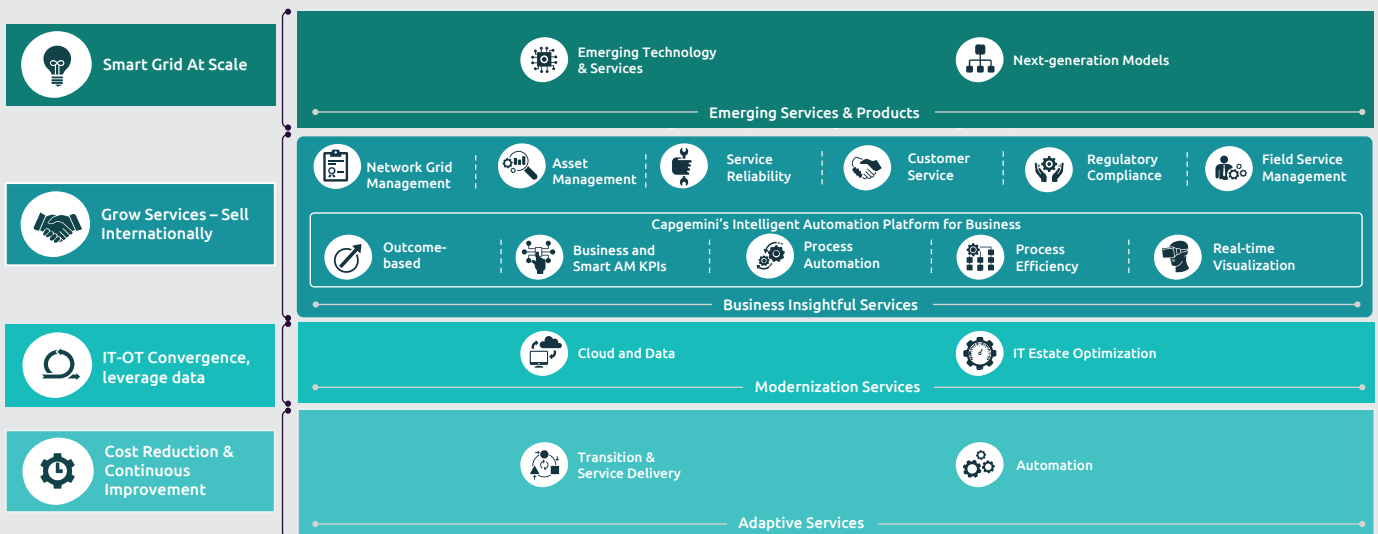 Smart Grid At Scale
Emerging Technology
& Services
Next-generation Models
Emerging Services & Products
Grow Services – Sell
Internationally
Network Grid
Management
Asset
Management
Service
Reliability
Customer
Service
Regulatory
Compliance
Field Service
Management
Capgemini's Intelligent Automation Platform for Business
Outcome-
based
Business and
Smart AM KPIs
Process
Automation
Process
Efficiency
Real-time
Visualization
Business Insightful Services
IT-OT Convergence,
leverage data
Cloud and Data
IT Estate Optimization
Modernization Services
Cost Reduction &
Continuous
Improvement
Transition &
Service Delivery
Automation
Adaptive Services